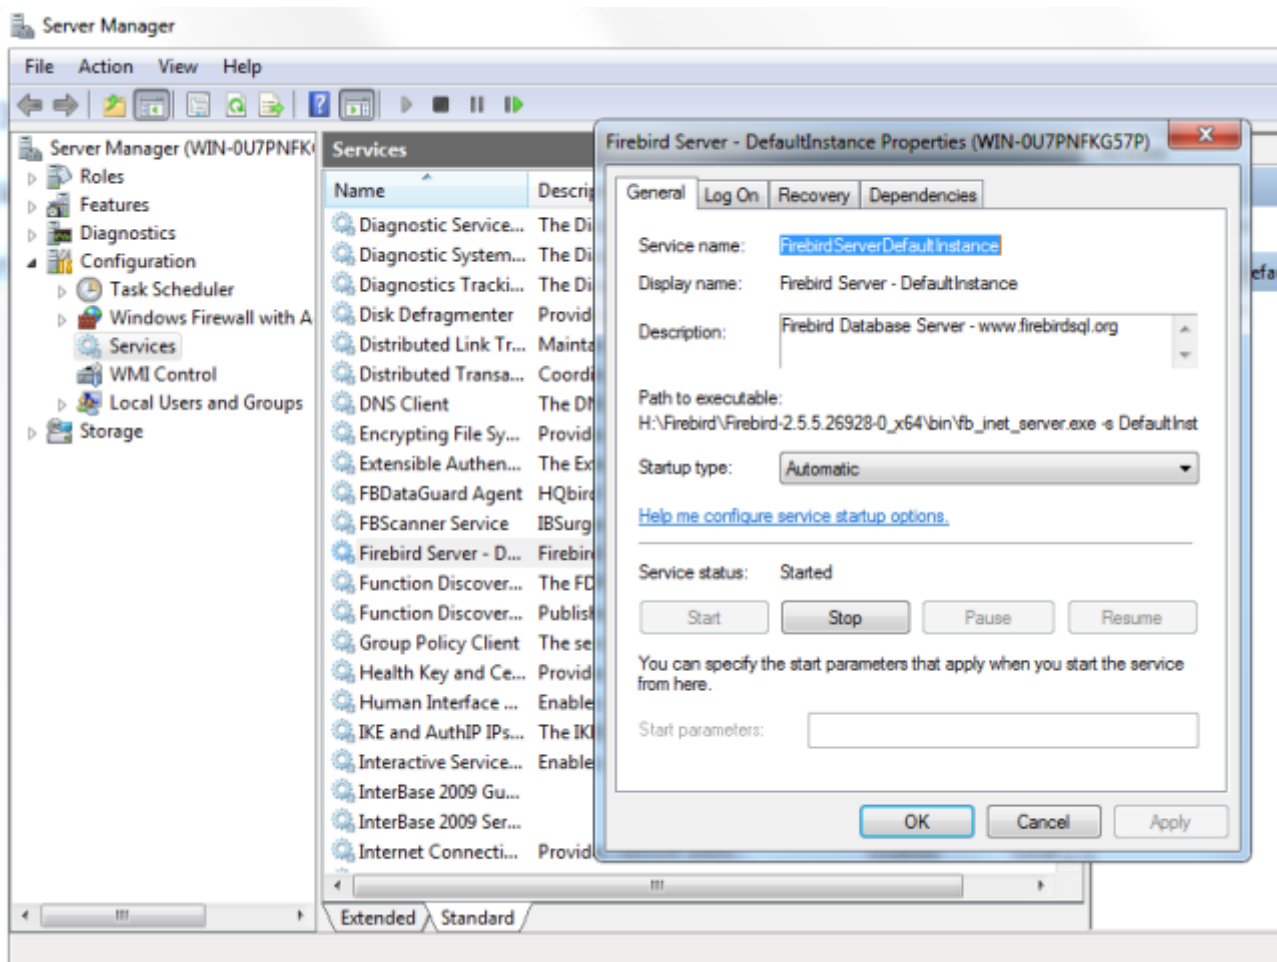 Server Manager
File Action View Help
Server Manager (WIN-0U7PNFK
Roles
Features
Diagnostics
Configuration
Task Scheduler
Windows Firewall with A
Services
WMI Control
Local Users and Groups
Storage
Services
Name Descrip
Diagnostic Service... The Di
Diagnostic System... The Di
Diagnostics Tracki... The Di
Disk Defragmenter Provid
Distributed Link Tr... Mainta
Distributed Transa... Coordi
DNS Client The DN
Encrypting File Sy... Provid
Extensible Authen... The Ex
FBDataGuard Agent HQbird
FBScanner Service IBSurg
Firebird Server - D... Firebir
Function Discover... The FD
Function Discover... Publish
Group Policy Client The se
Health Key and Ce... Provid
Human Interface ... Enable
IKE and AuthIP IPs... The IKE
Interactive Service... Enable
InterBase 2009 Gu...
InterBase 2009 Ser...
Internet Connecti... Provid
Extended Standard
Firebird Server - DefaultInstance Properties (WIN-0U7PNFKG57P)
General Log On Recovery Dependencies
Service name: FirebirdServerDefaultInstance
Display name: Firebird Server - DefaultInstance
Description: Firebird Database Server - www.firebirdsql.org
Path to executable:
H:\Firebird\Firebird-2.5.5.26928-0_x64\bin\fb_inet_server.exe -s DefaultInst
Startup type: Automatic
Help me configure service startup options.
Service status: Started
Start Stop Pause Resume
You can specify the start parameters that apply when you start the service
from here.
Start parameters:
OK Cancel Apply
efa